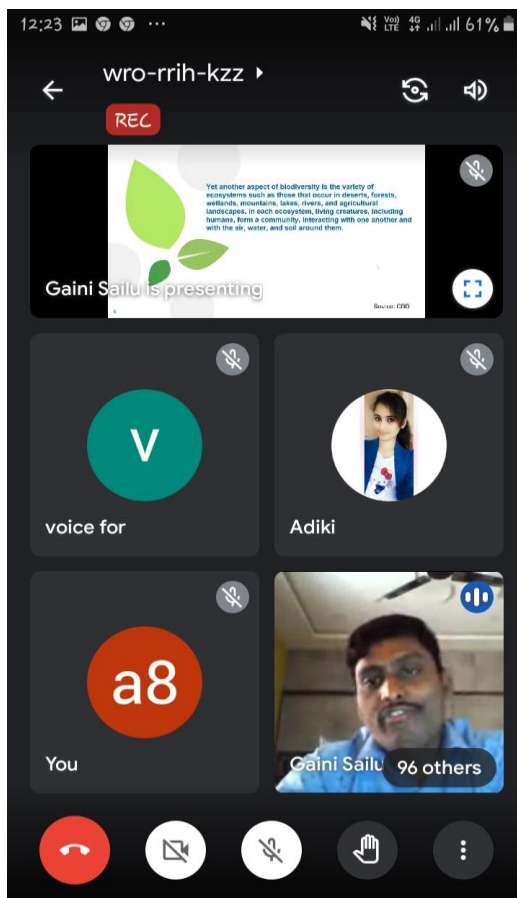 12:23 ... Vo) 4G 61%
LTE
wro-rrih-kzz
REC
Yet another aspect of biodiversity is the variety of
ecosystems such as those that occur in deserts, forests,
wetlands, mountains, lakes, rivers, and agricultural
landscapes. In each ecosystem, living creatures, including
humans, form a community, interacting with one another and
with the air, water, and soil around them.
Gaini Sailu is presenting
Source: CBD
V
voice for
Adiki
a8
You
Gaini Sailu
96 others